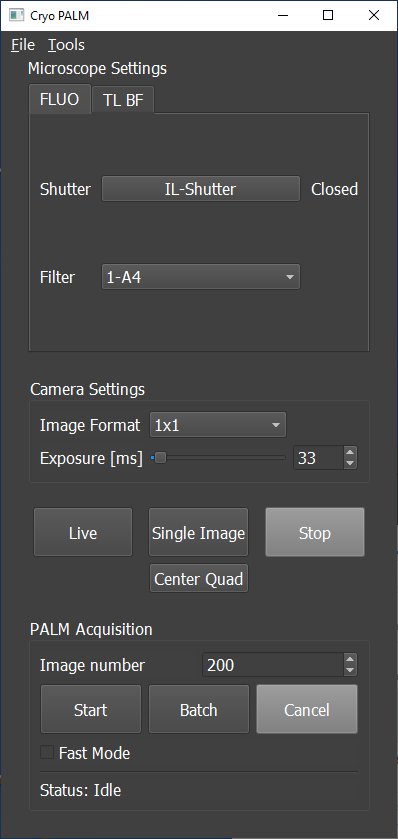 Cryo PALM
File Tools
Microscope Settings
FLUO TL BF
Shutter IL-Shutter Closed
Filter 1-A4
Camera Settings
Image Format 1x1
Exposure [ms] 33
Live Single Image Stop
Center Quad
PALM Acquisition
Image number 200
Start Batch Cancel
Fast Mode
Status: Idle